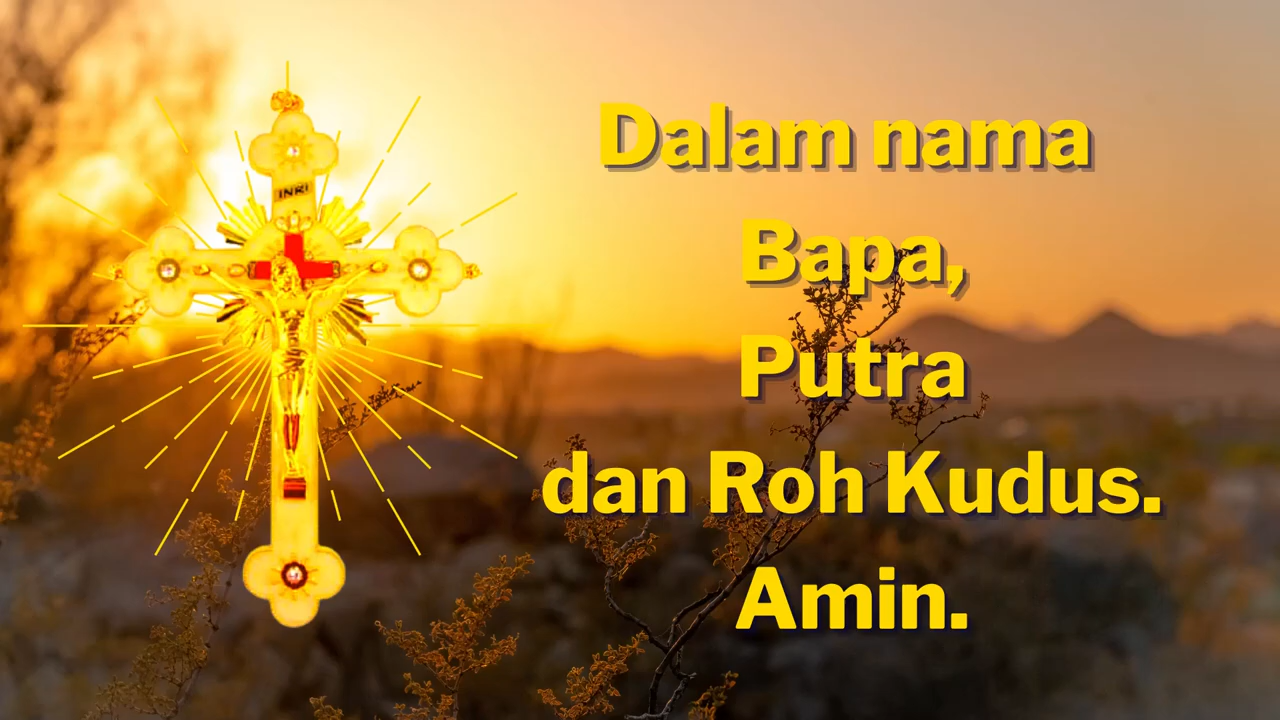 INRI
Dalam nama
Bapa,
Putra
dan Roh Kudus.
Amin.